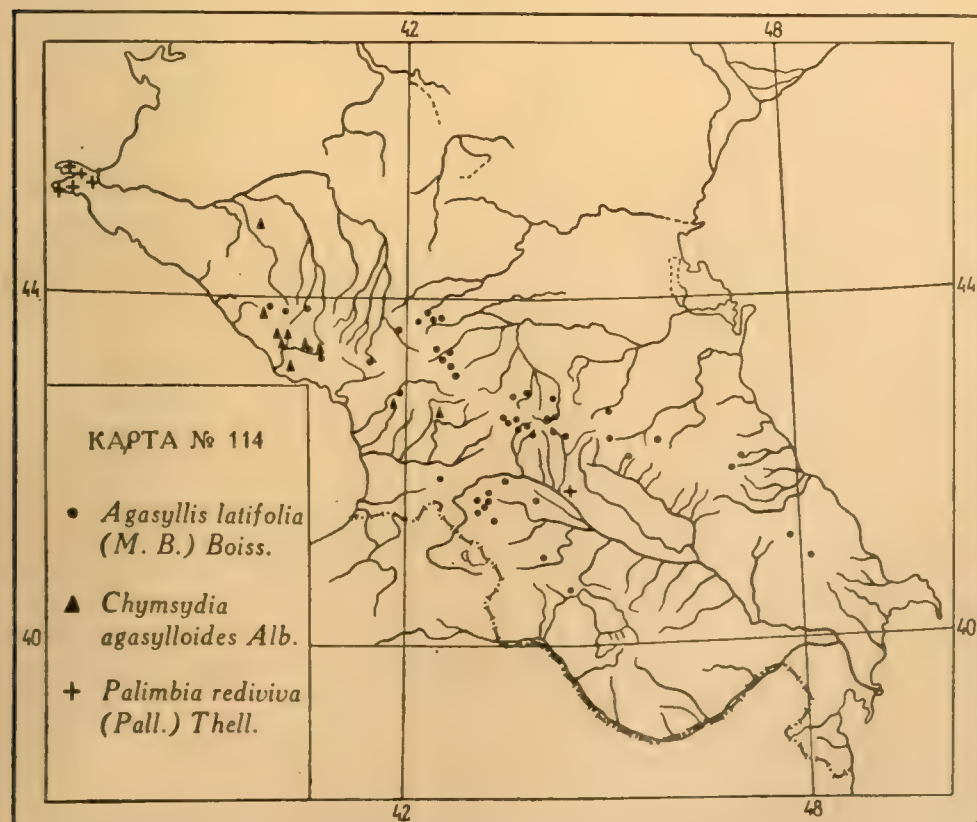 42 48
44 44
КАРТА № 114
Agasyllis latifolia
(M. B.) Boiss.
Chymsydia
agasylloides Alb.
40 40
Palimbia rediviva
(Pall.) Thell.
42 48